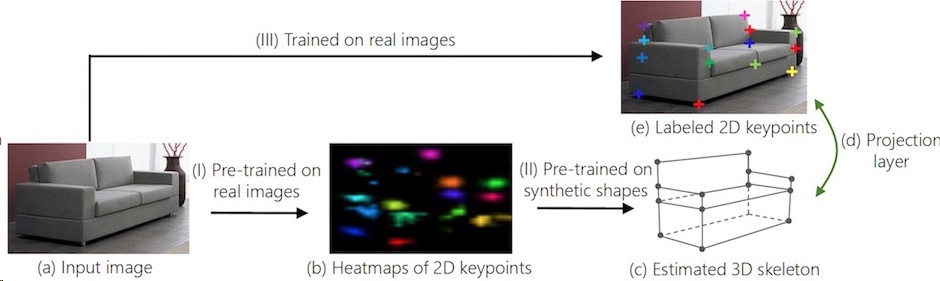 (III) Trained on real images
(e) Labeled 2D keypoints
(d) Projection
layer
(I) Pre-trained on
real images
(II) Pre-trained on
synthetic shapes
(a) Input image
(b) Heatmaps of 2D keypoints
(c) Estimated 3D skeleton